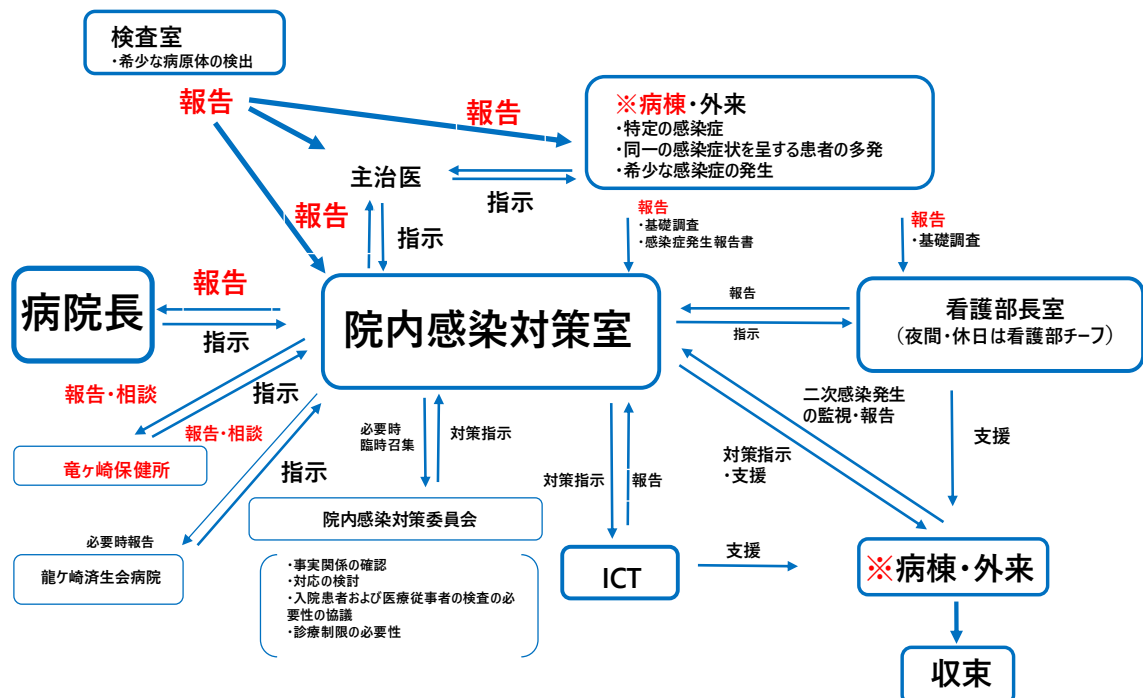 検査室
・希少な病原体の検出
報告
報告
※病棟・外来
・特定の感染症
・同一の感染症状を呈する患者の多発
・希少な感染症の発生
主治医
指示
報告
指示
報告
・基礎調査
・感染症発生報告書
報告
・基礎調査
病院長
報告
指示
院内感染対策室
報告
指示
看護部長室
(夜間・休日は看護部チーフ)
報告・相談
指示
竜ヶ崎保健所
報告・相談
指示
必要時報告
龍ケ崎済生会病院
必要時
臨時召集
対策指示
院内感染対策委員会
・事実関係の確認
・対応の検討
・入院患者および医療従事者の検査の必
要性の協議
・診療制限の必要性
対策指示
報告
ICT
支援
二次感染発生
の監視・報告
対策指示
・支援
支援
※病棟・外来
収束